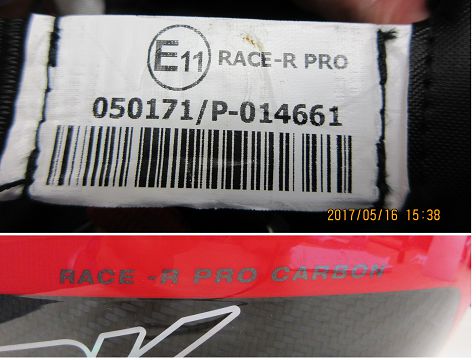 E11 RACE-R PRO
050171/P-014661
2017/05/16 15:38
RACE -R PRO CARBON